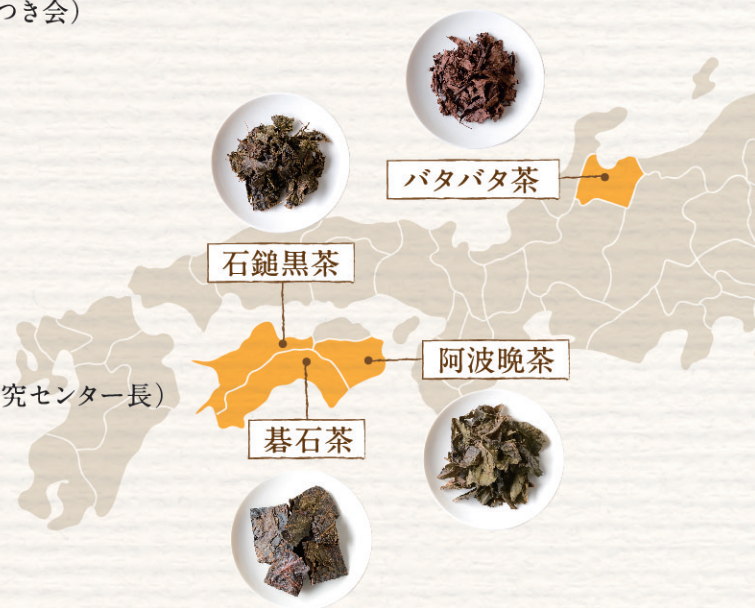 つき会）
バタバタ茶
石鎚黒茶
阿波晩茶
究センター長）
碁石茶